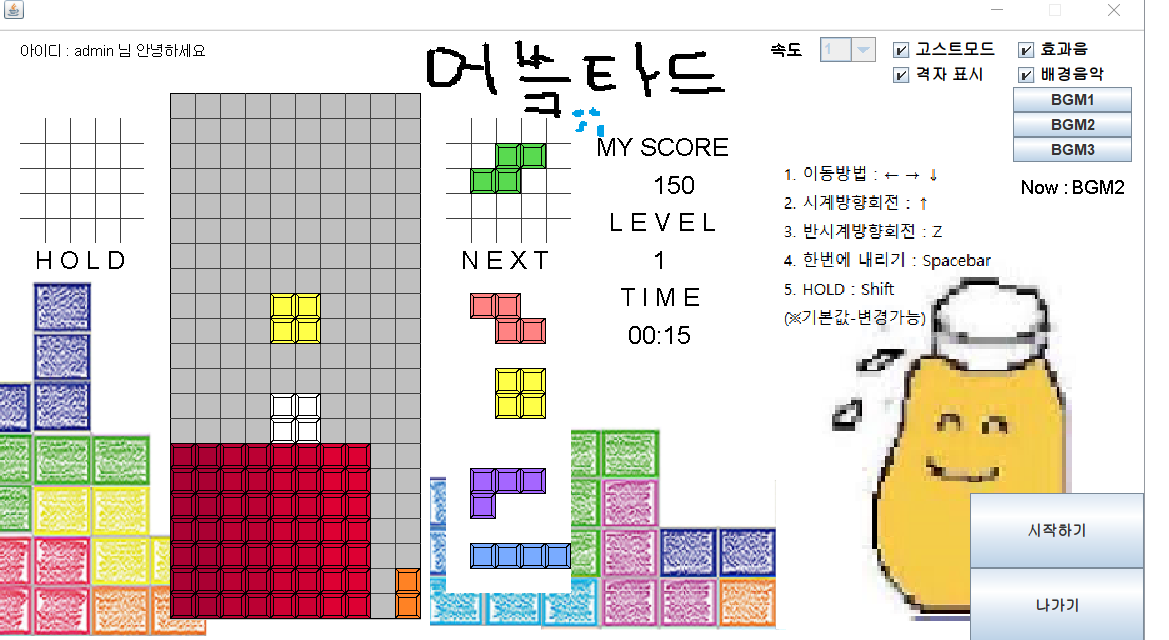 아이디 : admin 님 안녕하세요
속도
1
고스트모드
효과음
격자 표시
배경음악
BGM1
BGM2
BGM3
Now : BGM2
HOLD
NEXT
MY SCORE
150
LEVEL
1
TIME
00:15
1. 이동방법 : ← → ↓
2. 시계방향회전 : ↑
3. 반시계방향회전 : Z
4. 한번에 내리기 : Spacebar
5. HOLD : Shift
(※기본값-변경가능)
시작하기
나가기